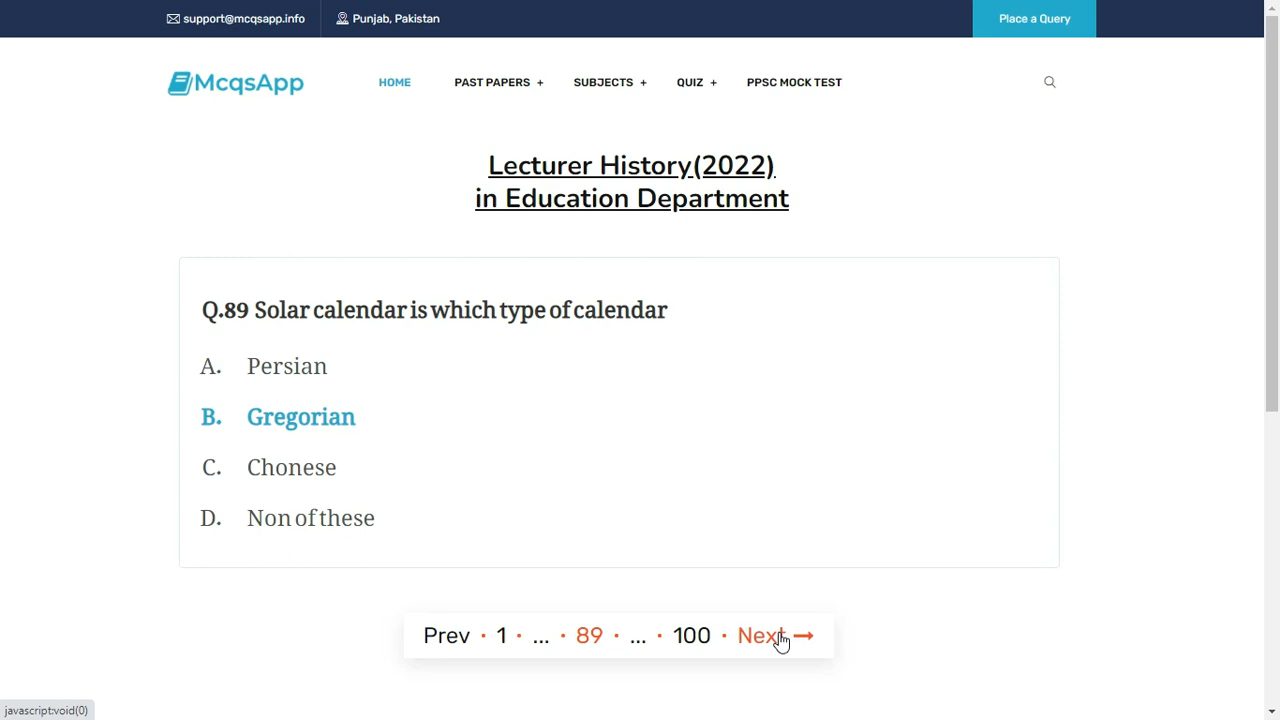 support@mcqsapp.info
Punjab, Pakistan
Place a Query
McqsApp
HOME
PAST PAPERS +
SUBJECTS +
QUIZ +
PPSC MOCK TEST
Lecturer History(2022)
in Education Department
Q.89 Solar calendar is which type of calendar
A. Persian
B. Gregorian
C. Chonese
D. Non of these
Prev · 1 · ... · 89 · ... · 100 · Next →
javascript:void(0)